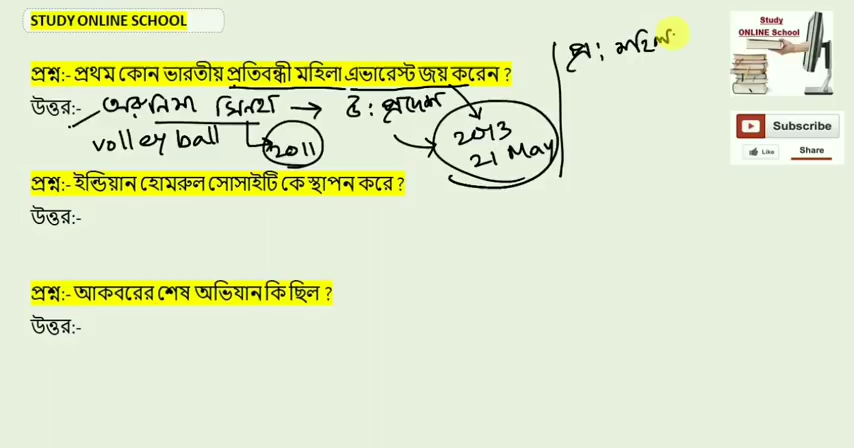 STUDY ONLINE SCHOOL
প্রশ্ন:- প্রথম কোন ভারতীয় প্রতিবন্ধী মহিলা এভারেস্ট জয় করেন ?
উত্তর:- অরুনিমা সিনহা → উ: প্রদেশ
volleyball 2011
2013
21 May
প্র: মহিলা
প্রশ্ন:- ইন্ডিয়ান হোমরুল সোসাইটি কে স্থাপন করে ?
উত্তর:-
প্রশ্ন:- আকবরের শেষ অভিযান কি ছিল ?
উত্তর:-
Study
ONLINE School
Subscribe
Like Share